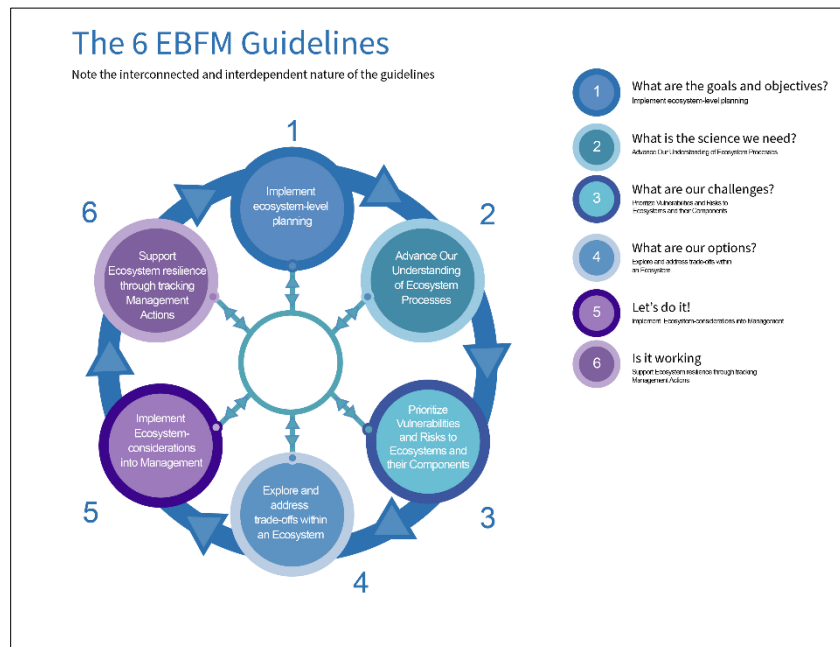 The 6 EBFM Guidelines
Note the interconnected and interdependent nature of the guidelines
1
Implement
ecosystem-level
planning
2
Advance Our
Understanding
of Ecosystem
Processes
3
Prioritize
Vulnerabilities
and Risks to
Ecosystems and
their Components
4
Explore and
address
trade-offs within
an Ecosystem
5
Implement
Ecosystem-
considerations
into Management
6
Support
Ecosystem resilience
through tracking
Management
Actions
1
What are the goals and objectives?
Implement ecosystem-level planning
2
What is the science we need?
Advance Our Understanding of Ecosystem Processes
3
What are our challenges?
Prioritize Vulnerabilities and Risks to
Ecosystems and their Components
4
What are our options?
Explore and address trade-offs within
an Ecosystem
5
Let's do it!
Implement Ecosystem-considerations into Management
6
Is it working
Support Ecosystem resilience through tracking
Management Actions